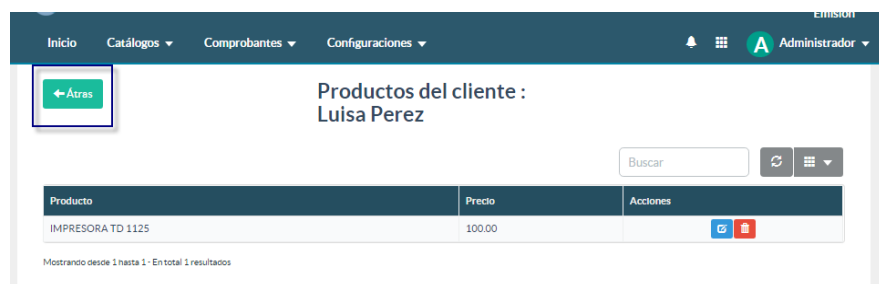 Emisión
Inicio Catálogos Comprobantes Configuraciones A Administrador
Átras
Productos del cliente :
Luisa Perez
Buscar
Producto Precio Acciones
IMPRESORA TD 1125 100.00
Mostrando desde 1 hasta 1 - En total 1 resultados